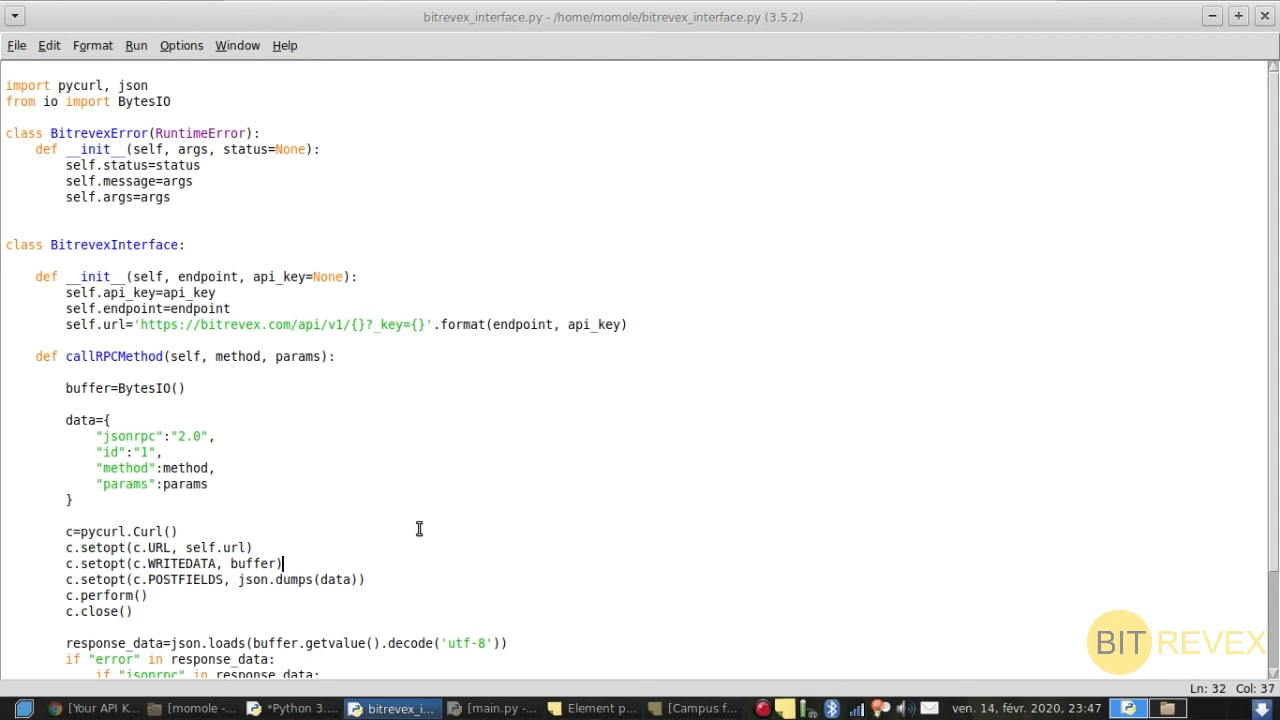 bitrevex_interface.py - /home/momole/bitrevex_interface.py (3.5.2)
File Edit Format Run Options Window Help
import pycurl, json
from io import BytesIO
class BitrevexError(RuntimeError):
    def __init__(self, args, status=None):
        self.status=status
        self.message=args
        self.args=args
class BitrevexInterface:
    def __init__(self, endpoint, api_key=None):
        self.api_key=api_key
        self.endpoint=endpoint
        self.url='https://bitrevex.com/api/v1/{}?_key={}'.format(endpoint, api_key)
    def callRPCMethod(self, method, params):
        buffer=BytesIO()
        data={
            "jsonrpc":"2.0",
            "id":"1",
            "method":method,
            "params":params
        }
        c=pycurl.Curl()
        c.setopt(c.URL, self.url)
        c.setopt(c.WRITEDATA, buffer)
        c.setopt(c.POSTFIELDS, json.dumps(data))
        c.perform()
        c.close()
        response_data=json.loads(buffer.getvalue().decode('utf-8'))
        if "error" in response_data:
            if "jsonrpc" in response_data:
BITREVEX
Ln: 32 Col: 37
[Your API K... [momole -... *Python 3.... bitrevex_i... [main.py -... Element p... [Campus f... ven. 14, févr. 2020, 23:47